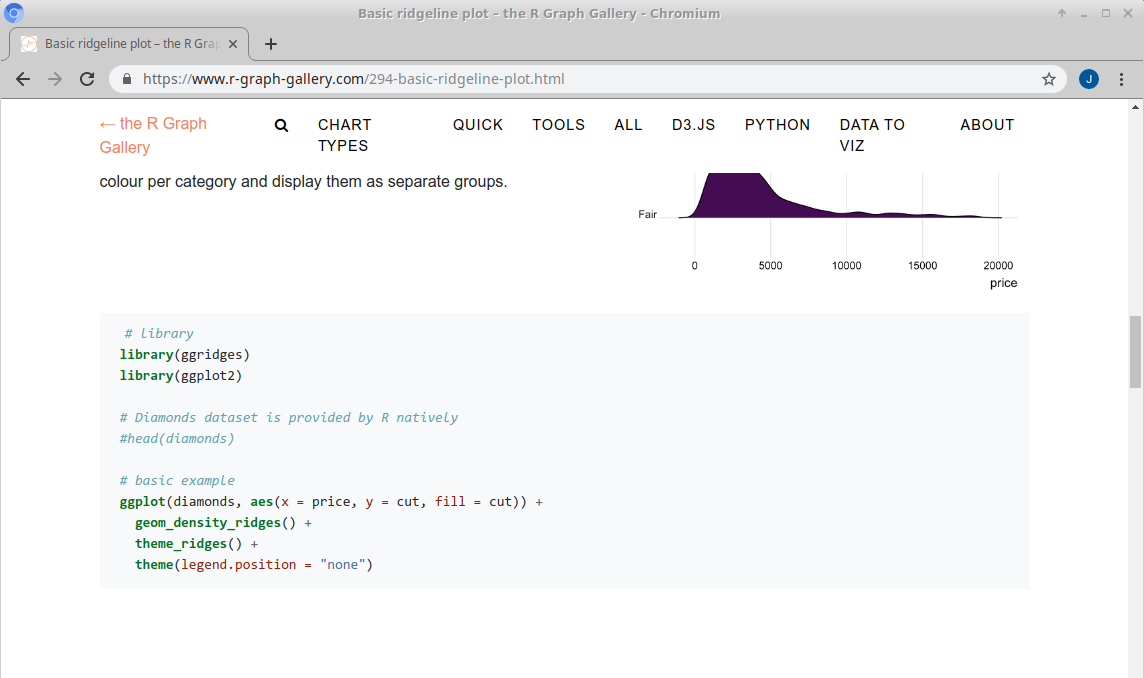 Basic ridgeline plot – the R Graph Gallery - Chromium
Basic ridgeline plot – the R Grap
https://www.r-graph-gallery.com/294-basic-ridgeline-plot.html
J
← the R Graph Gallery
CHART TYPES
QUICK
TOOLS
ALL
D3.JS
PYTHON
DATA TO VIZ
ABOUT
colour per category and display them as separate groups.
Fair
0 5000 10000 15000 20000
price
# library
library(ggridges)
library(ggplot2)
# Diamonds dataset is provided by R natively
#head(diamonds)
# basic example
ggplot(diamonds, aes(x = price, y = cut, fill = cut)) +
geom_density_ridges() +
theme_ridges() +
theme(legend.position = "none")